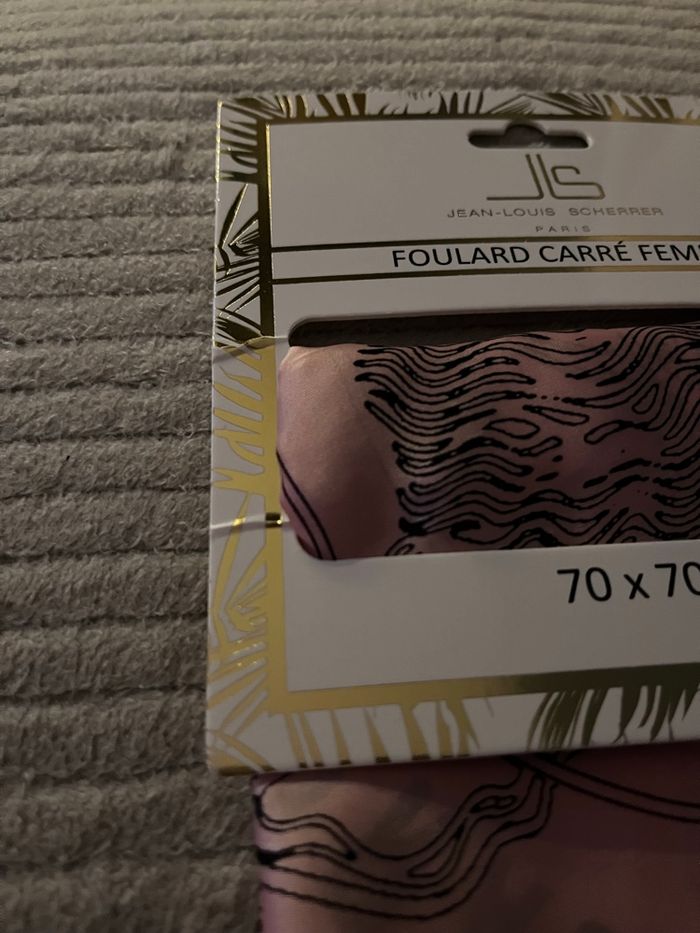 JLS
JEAN-LOUIS SCHERRER
PARIS
FOULARD CARRÉ FEM
70 x 70